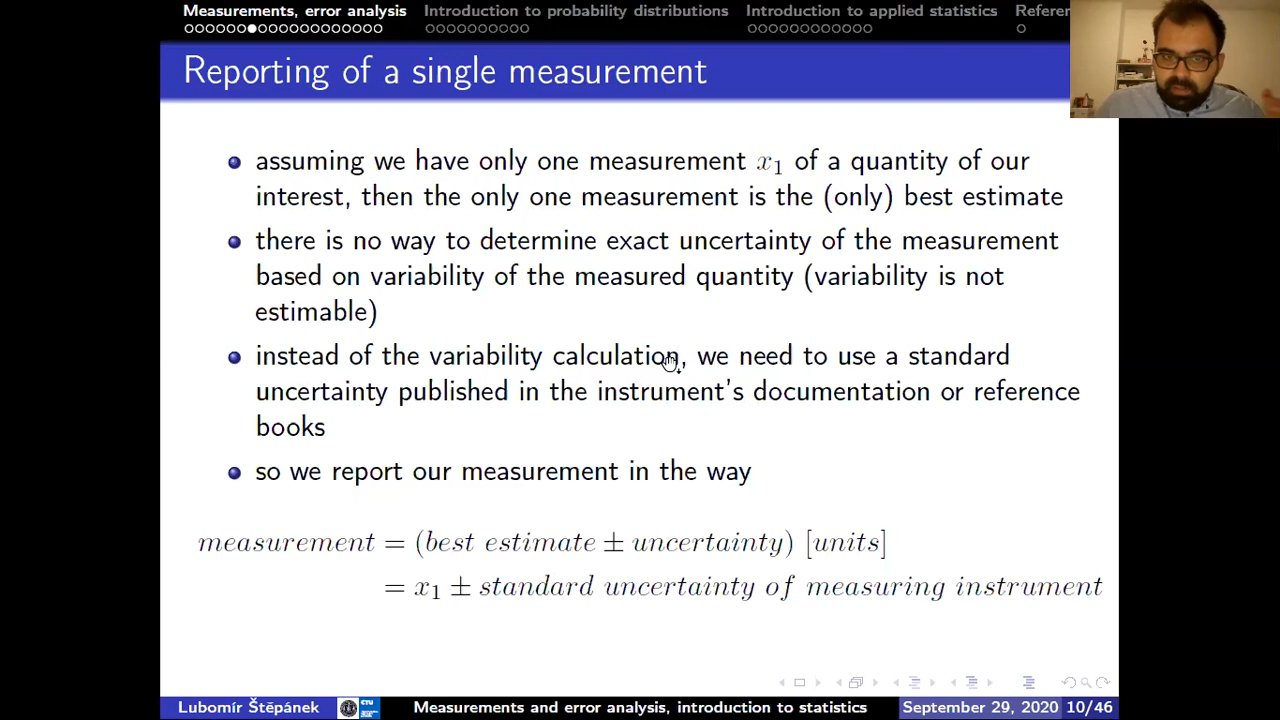 Measurements, error analysis Introduction to probability distributions Introduction to applied statistics Refere
Reporting of a single measurement
assuming we have only one measurement x₁ of a quantity of our
interest, then the only one measurement is the (only) best estimate
there is no way to determine exact uncertainty of the measurement
based on variability of the measured quantity (variability is not
estimable)
instead of the variability calculation, we need to use a standard
uncertainty published in the instrument's documentation or reference
books
so we report our measurement in the way
measurement = (best estimate ± uncertainty) [units]
= x₁ ± standard uncertainty of measuring instrument
Lubomír Štěpánek CTU Measurements and error analysis, introduction to statistics September 29, 2020 10/46